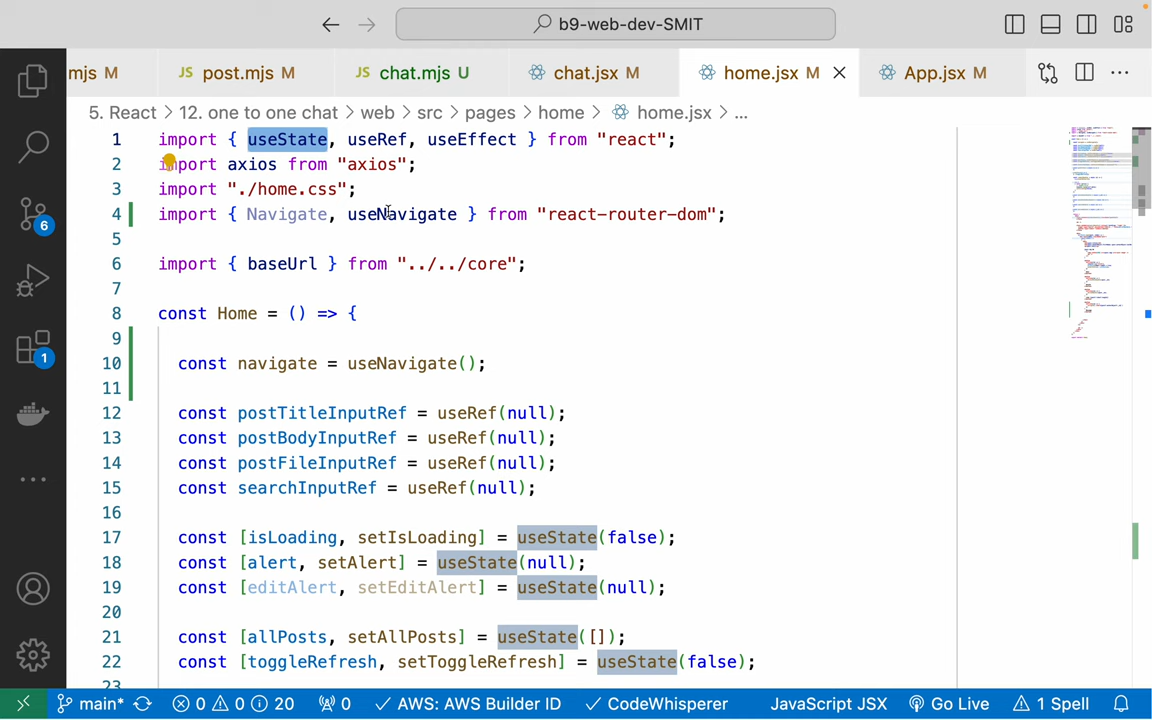 b9-web-dev-SMIT
mjs M
JS post.mjs M
JS chat.mjs U
chat.jsx M
home.jsx M
App.jsx M
5. React > 12. one to one chat > web > src > pages > home > home.jsx > ...
1 import { useState, useRef, useEffect } from "react";
2 import axios from "axios";
3 import "./home.css";
4 import { Navigate, useNavigate } from "react-router-dom";
5
6 import { baseUrl } from "../../core";
7
8 const Home = () => {
9
10 const navigate = useNavigate();
11
12 const postTitleInputRef = useRef(null);
13 const postBodyInputRef = useRef(null);
14 const postFileInputRef = useRef(null);
15 const searchInputRef = useRef(null);
16
17 const [isLoading, setIsLoading] = useState(false);
18 const [alert, setAlert] = useState(null);
19 const [editAlert, setEditAlert] = useState(null);
20
21 const [allPosts, setAllPosts] = useState([]);
22 const [toggleRefresh, setToggleRefresh] = useState(false);
23
6
1
main* 0 0 20 0 AWS: AWS Builder ID CodeWhisperer JavaScript JSX Go Live 1 Spell